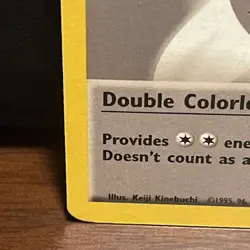 Double Colorle
Provides ene
Doesn't count as a
Illus. Keiji Kinebuchi ©1995, 96,